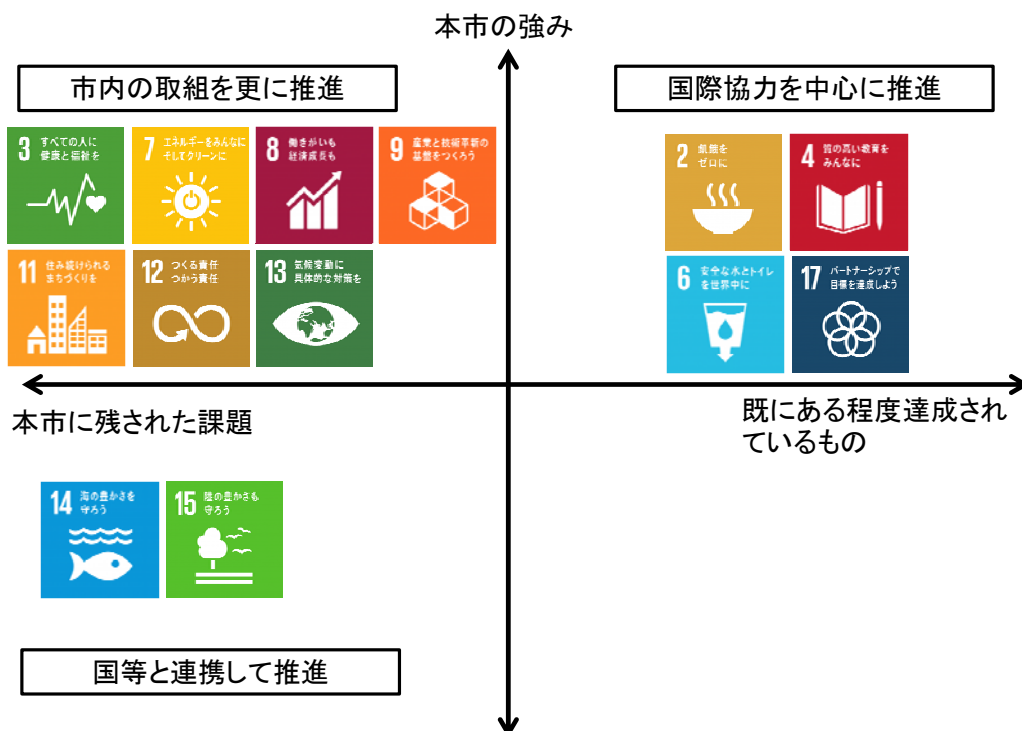 本市の強み
市内の取組を更に推進
国際協力を中心に推進
3 すべての人に
健康と福祉を
7 エネルギーをみんなに
そしてクリーンに
8 働きがいも
経済成長も
9 産業と技術革新の
基盤をつくろう
2 飢餓を
ゼロに
4 質の高い教育を
みんなに
11 住み続けられる
まちづくりを
12 つくる責任
つかう責任
13 気候変動に
具体的な対策を
6 安全な水とトイレ
を世界中に
17 パートナーシップで
目標を達成しよう
本市に残された課題
既にある程度達成され
ているもの
14 海の豊かさを
守ろう
15 陸の豊かさも
守ろう
国等と連携して推進